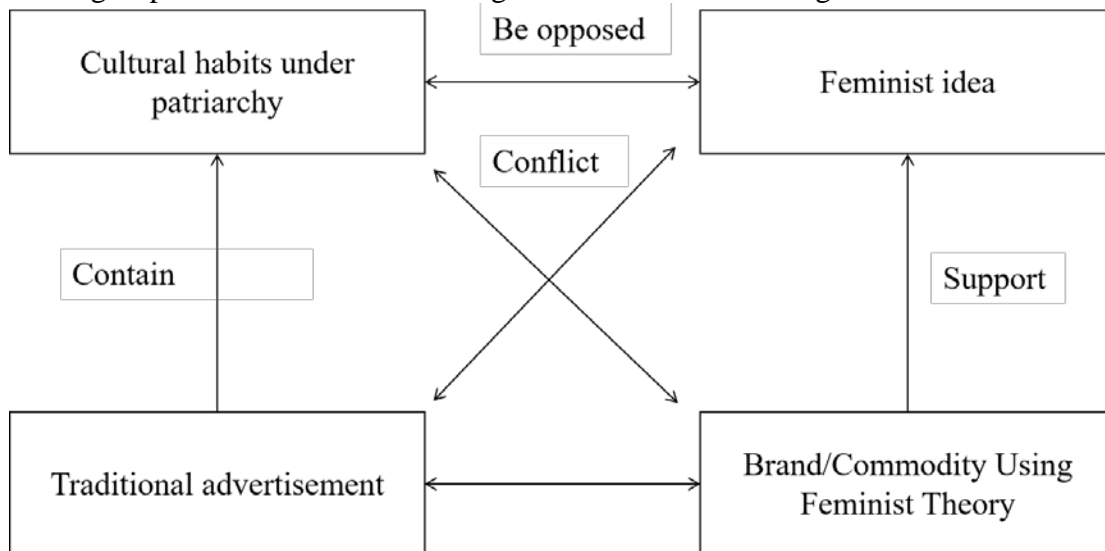 Be opposed
Cultural habits under
patriarchy
Feminist idea
Conflict
Contain
Support
Traditional advertisement
Brand/Commodity Using
Feminist Theory